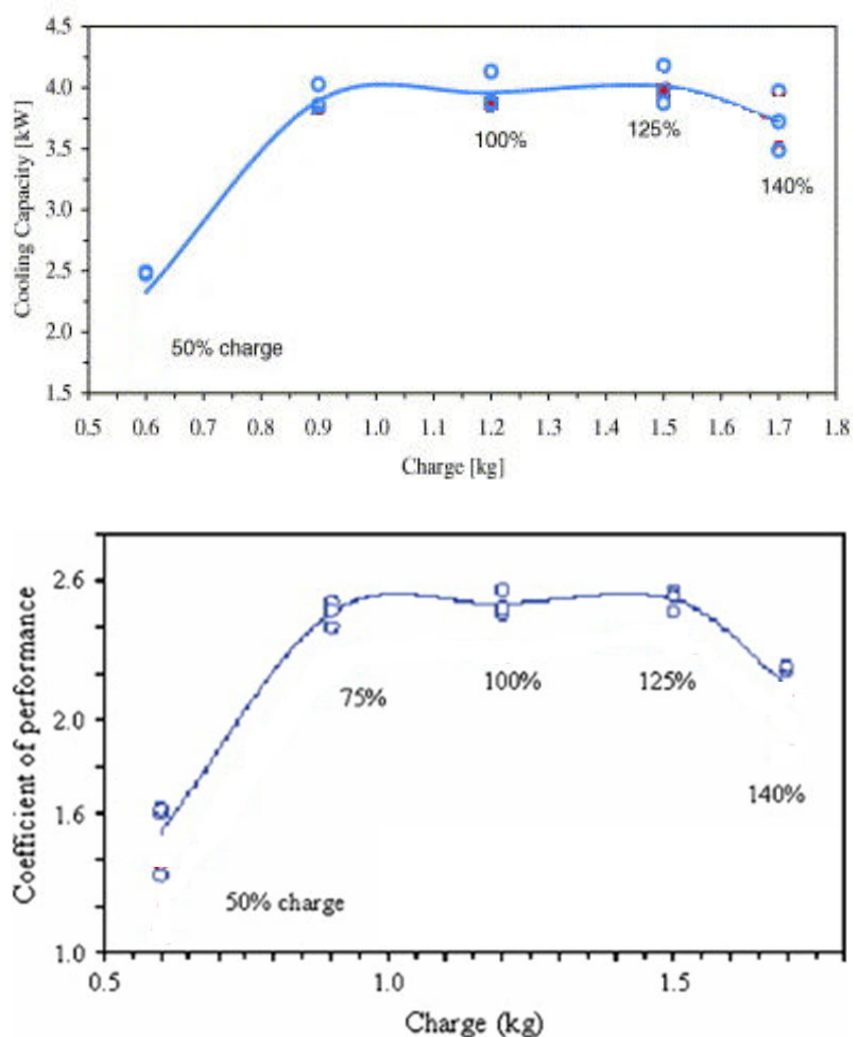 4.5
4.0
3.5
3.0
2.5
2.0
1.5
Cooling Capacity [kW]
100%
125%
140%
50% charge
0.5 0.6 0.7 0.8 0.9 1.0 1.1 1.2 1.3 1.4 1.5 1.6 1.7 1.8
Charge [kg]
2.6
2.0
1.6
1.0
Coefficient of performance
75%
100%
125%
140%
50% charge
0.5 1.0 1.5
Charge (kg)